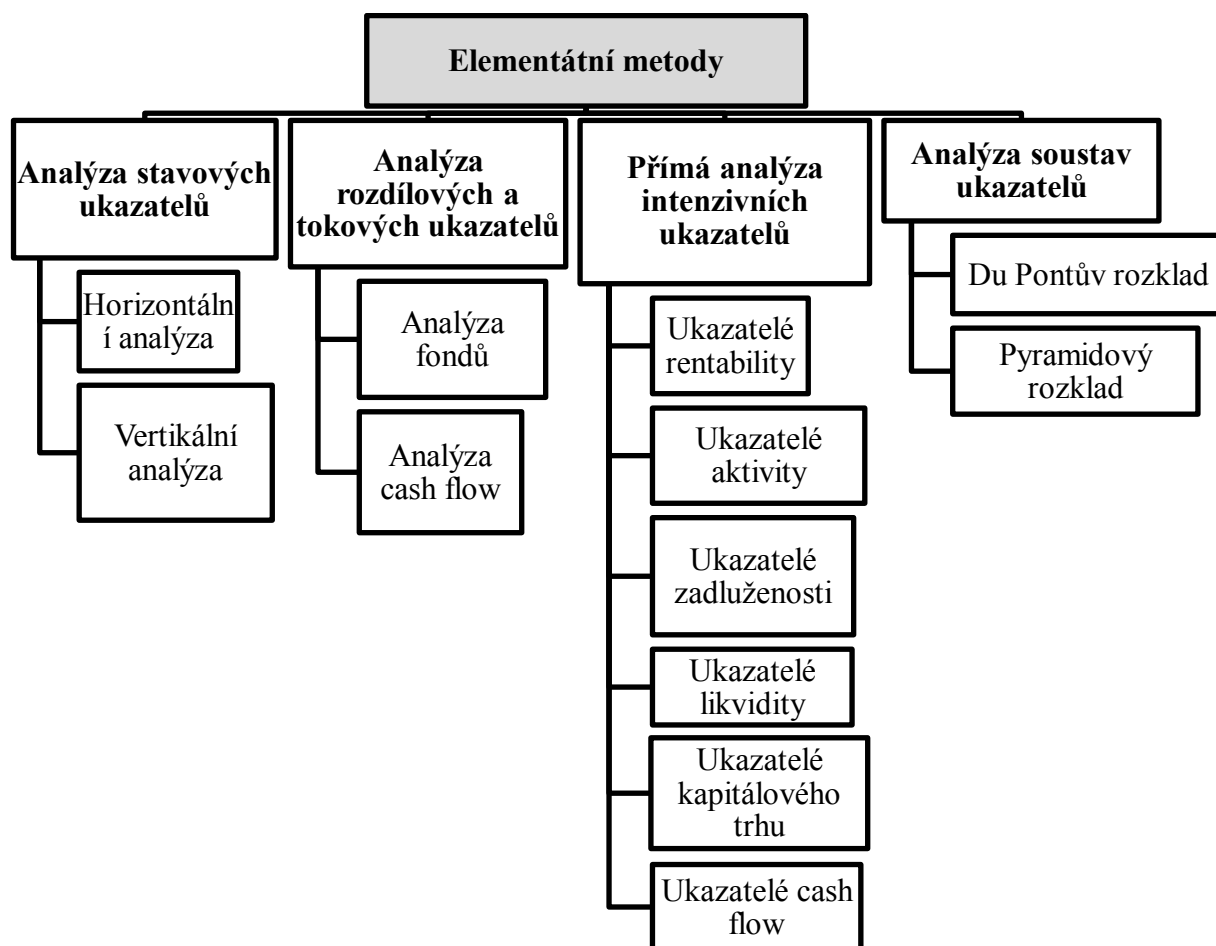 Elementátní metody
Analýza stavových
ukazatelů
Horizontáln
í analýza
Vertikální
analýza
Analýza
rozdílových a
tokových ukazatelů
Analýza
fondů
Analýza
cash flow
Přímá analýza
intenzivních
ukazatelů
Ukazatelé
rentability
Ukazatelé
aktivity
Ukazatelé
zadluženosti
Ukazatelé
likvidity
Ukazatelé
kapitálového
trhu
Ukazatelé cash
flow
Analýza soustav
ukazatelů
Du Pontův rozklad
Pyramidový
rozklad